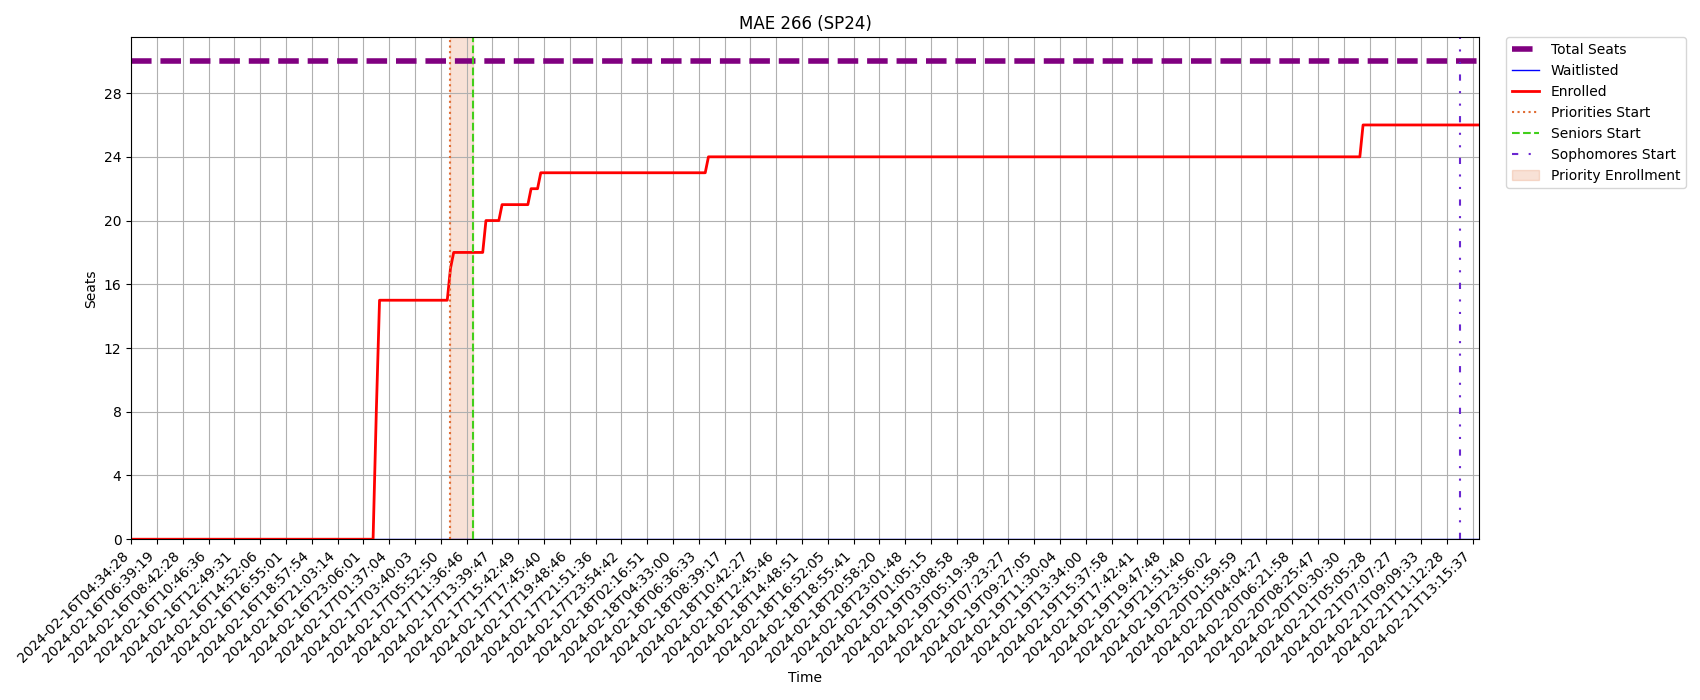 MAE 266 (SP24)
Total Seats
Waitlisted
Enrolled
Priorities Start
Seniors Start
Sophomores Start
Priority Enrollment
Seats
28
24
20
16
12
8
4
0
2024-02-16T04:34:28
2024-02-16T06:39:19
2024-02-16T08:42:28
2024-02-16T10:46:36
2024-02-16T12:49:31
2024-02-16T14:52:06
2024-02-16T16:55:01
2024-02-16T18:57:54
2024-02-16T21:03:14
2024-02-16T23:06:01
2024-02-17T01:37:04
2024-02-17T03:40:03
2024-02-17T05:52:50
2024-02-17T11:36:46
2024-02-17T13:39:47
2024-02-17T15:42:49
2024-02-17T17:45:40
2024-02-17T19:48:46
2024-02-17T21:51:36
2024-02-17T23:54:42
2024-02-18T02:16:51
2024-02-18T04:33:00
2024-02-18T06:36:33
2024-02-18T08:39:17
2024-02-18T10:42:27
2024-02-18T12:45:46
2024-02-18T14:48:51
2024-02-18T16:52:05
2024-02-18T18:55:41
2024-02-18T20:58:20
2024-02-18T23:01:48
2024-02-19T01:05:15
2024-02-19T03:08:58
2024-02-19T05:19:38
2024-02-19T07:23:27
2024-02-19T09:27:05
2024-02-19T11:30:04
2024-02-19T13:34:00
2024-02-19T15:37:58
2024-02-19T17:42:41
2024-02-19T19:47:48
2024-02-19T21:51:40
2024-02-19T23:56:02
2024-02-20T01:59:59
2024-02-20T04:04:27
2024-02-20T06:21:58
2024-02-20T08:25:47
2024-02-20T10:30:30
2024-02-21T05:05:28
2024-02-21T07:07:27
2024-02-21T09:09:33
2024-02-21T11:12:28
2024-02-21T13:15:37
Time